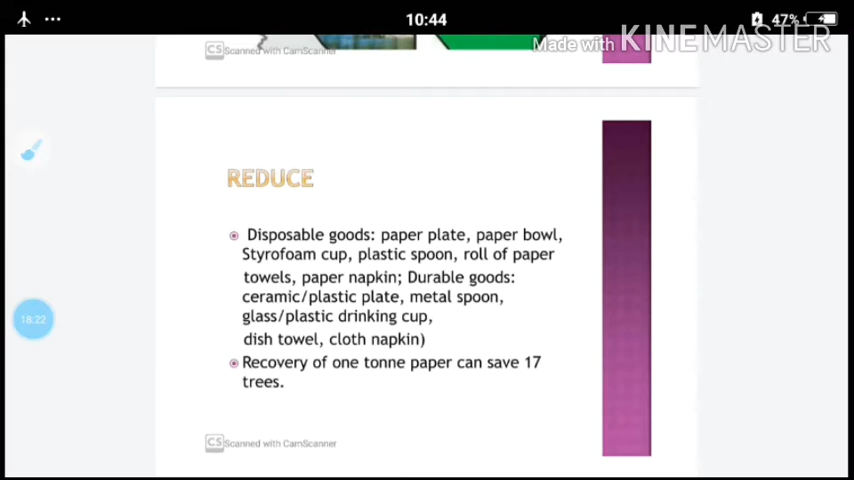 10:44
47%
Made with KINEMASTER
CS Scanned with CamScanner
REDUCE
Disposable goods: paper plate, paper bowl,
Styrofoam cup, plastic spoon, roll of paper
towels, paper napkin; Durable goods:
ceramic/plastic plate, metal spoon,
glass/plastic drinking cup,
18:22
dish towel, cloth napkin)
Recovery of one tonne paper can save 17
trees.
CS Scanned with CamScanner